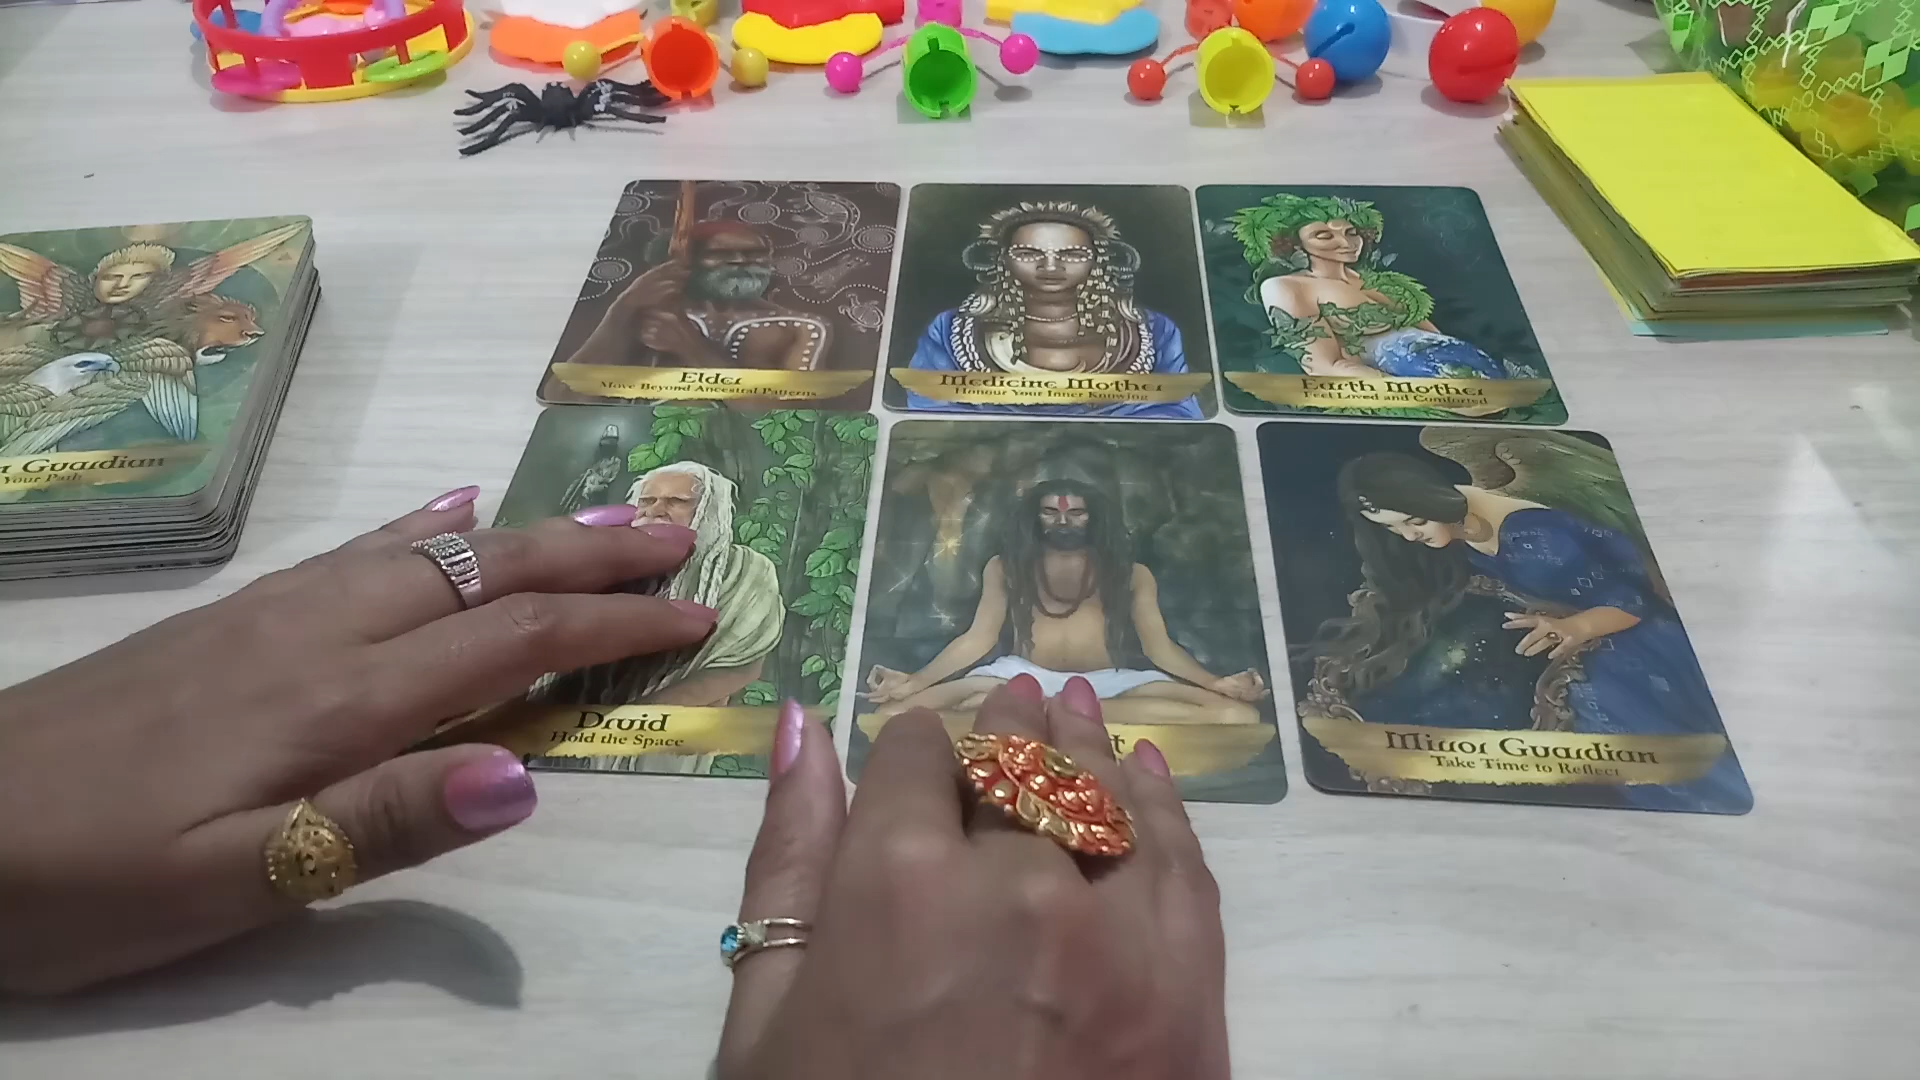 Elder
Move Beyond Ancestral Patterns
Medicine Mother
Honour Your Inner Knowing
Earth Mother
Feel Loved and Comforted
Guardian
Your Path
Druid
Hold the Space
Mirror Guardian
Take Time to Reflect